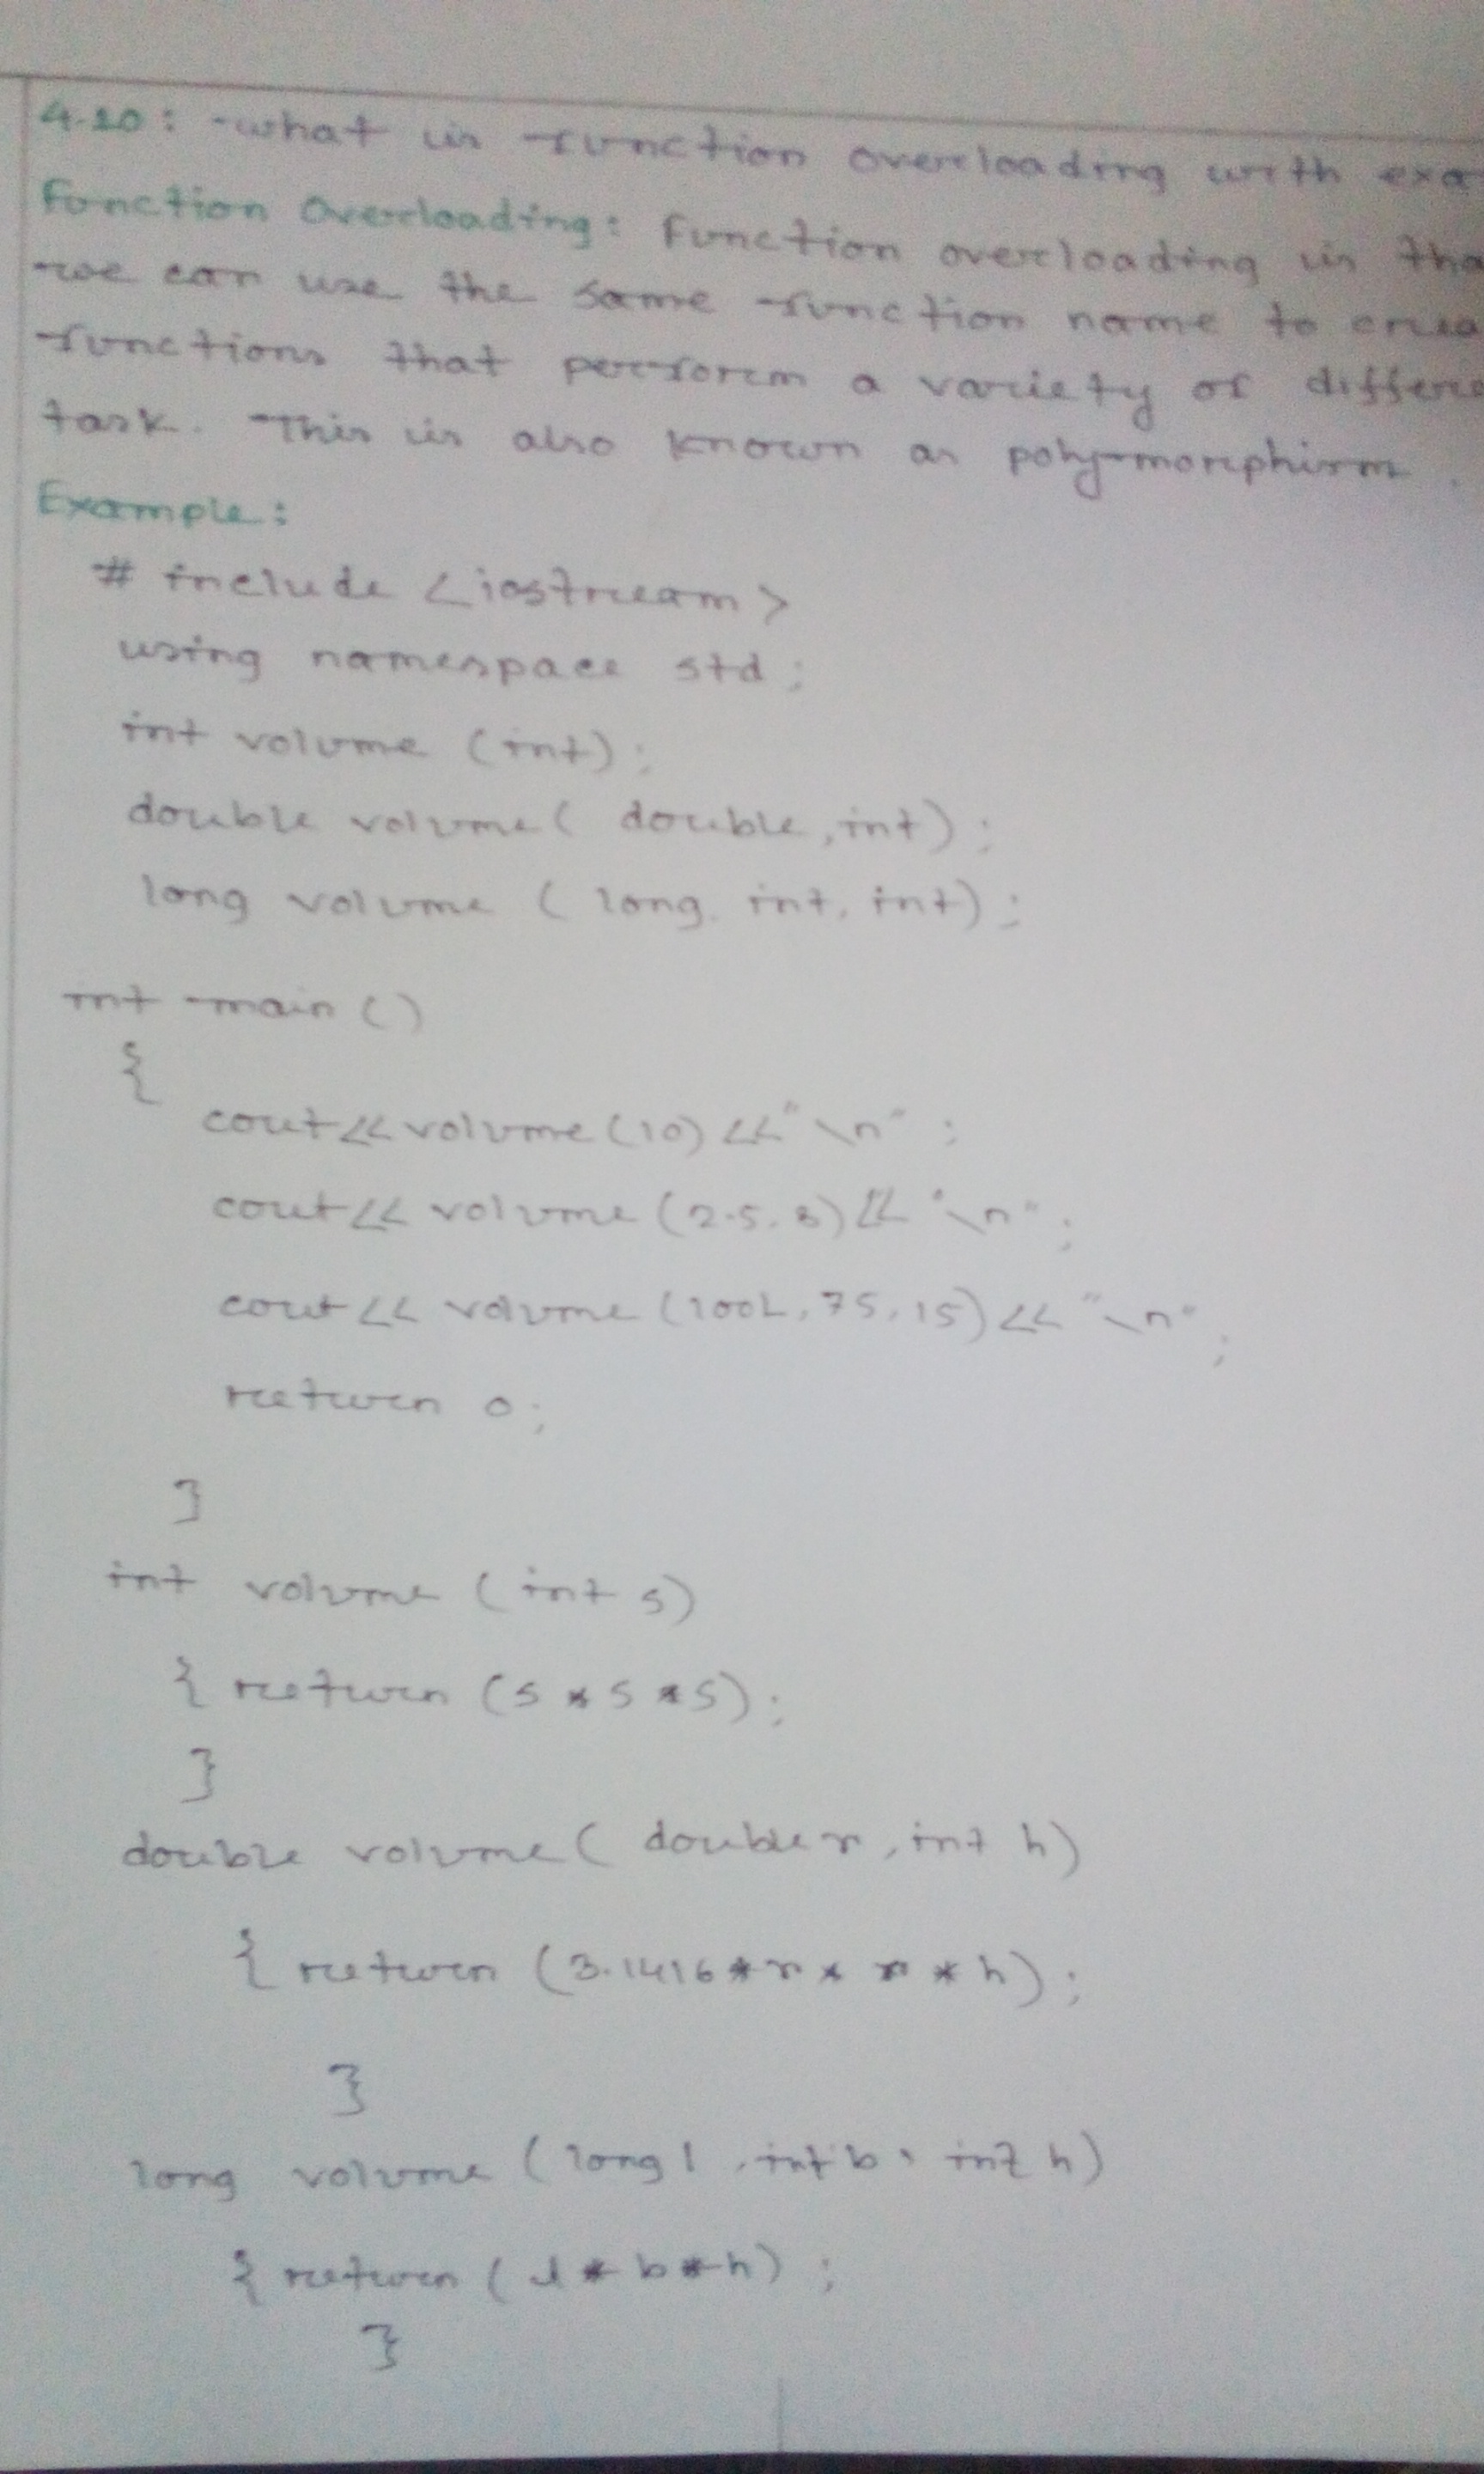 4.20: what is function overloading with exa
Function Overloading: Function overloading is tha
we can use the same function name to crea
functions that perform a variety of differe
task. This is also known as polymorphism.
Example:
# include <iostream>
using namespace std;
int volume (int);
double volume( double, int);
long volume ( long, int, int);
int main ()
{
cout<<volume(10)<<"\n";
cout<< volume (2.5, 8)<< "\n";
cout<< volume (100L, 75, 15)<< "\n";
return 0;
}
int volume (int s)
{ return (s * s * s);
}
double volume( double r, int h)
{ return (3.1416 * r * r * h);
}
long volume (long l, int b, int h)
{ return ( l * b * h) ;
}